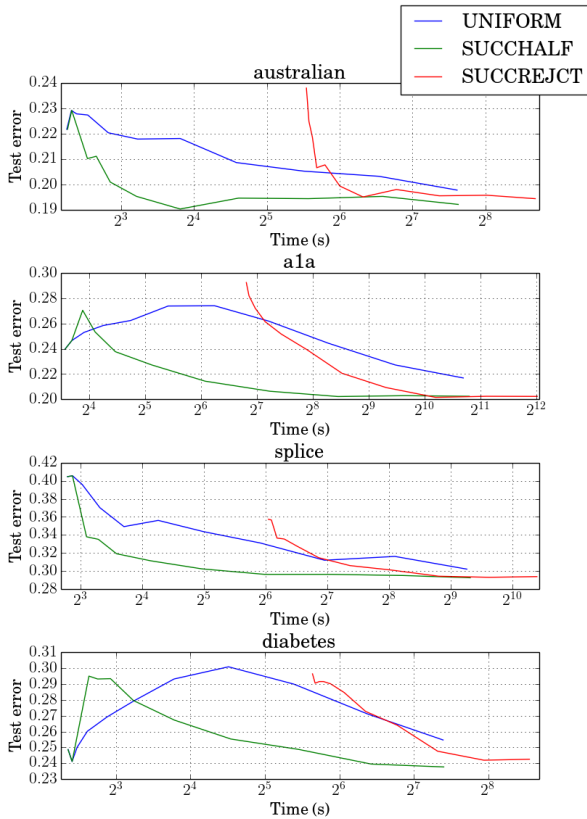 UNIFORM
SUCCHALF
SUCCREJCT
australian
Test error
0.24
0.23
0.22
0.21
0.20
0.19
2^3 2^4 2^5 2^6 2^7 2^8
Time (s)
a1a
Test error
0.30
0.28
0.26
0.24
0.22
0.20
2^4 2^5 2^6 2^7 2^8 2^9 2^10 2^11 2^12
Time (s)
splice
Test error
0.42
0.40
0.38
0.36
0.34
0.32
0.30
0.28
2^3 2^4 2^5 2^6 2^7 2^8 2^9 2^10
Time (s)
diabetes
Test error
0.31
0.30
0.29
0.28
0.27
0.26
0.25
0.24
0.23
2^3 2^4 2^5 2^6 2^7 2^8
Time (s)